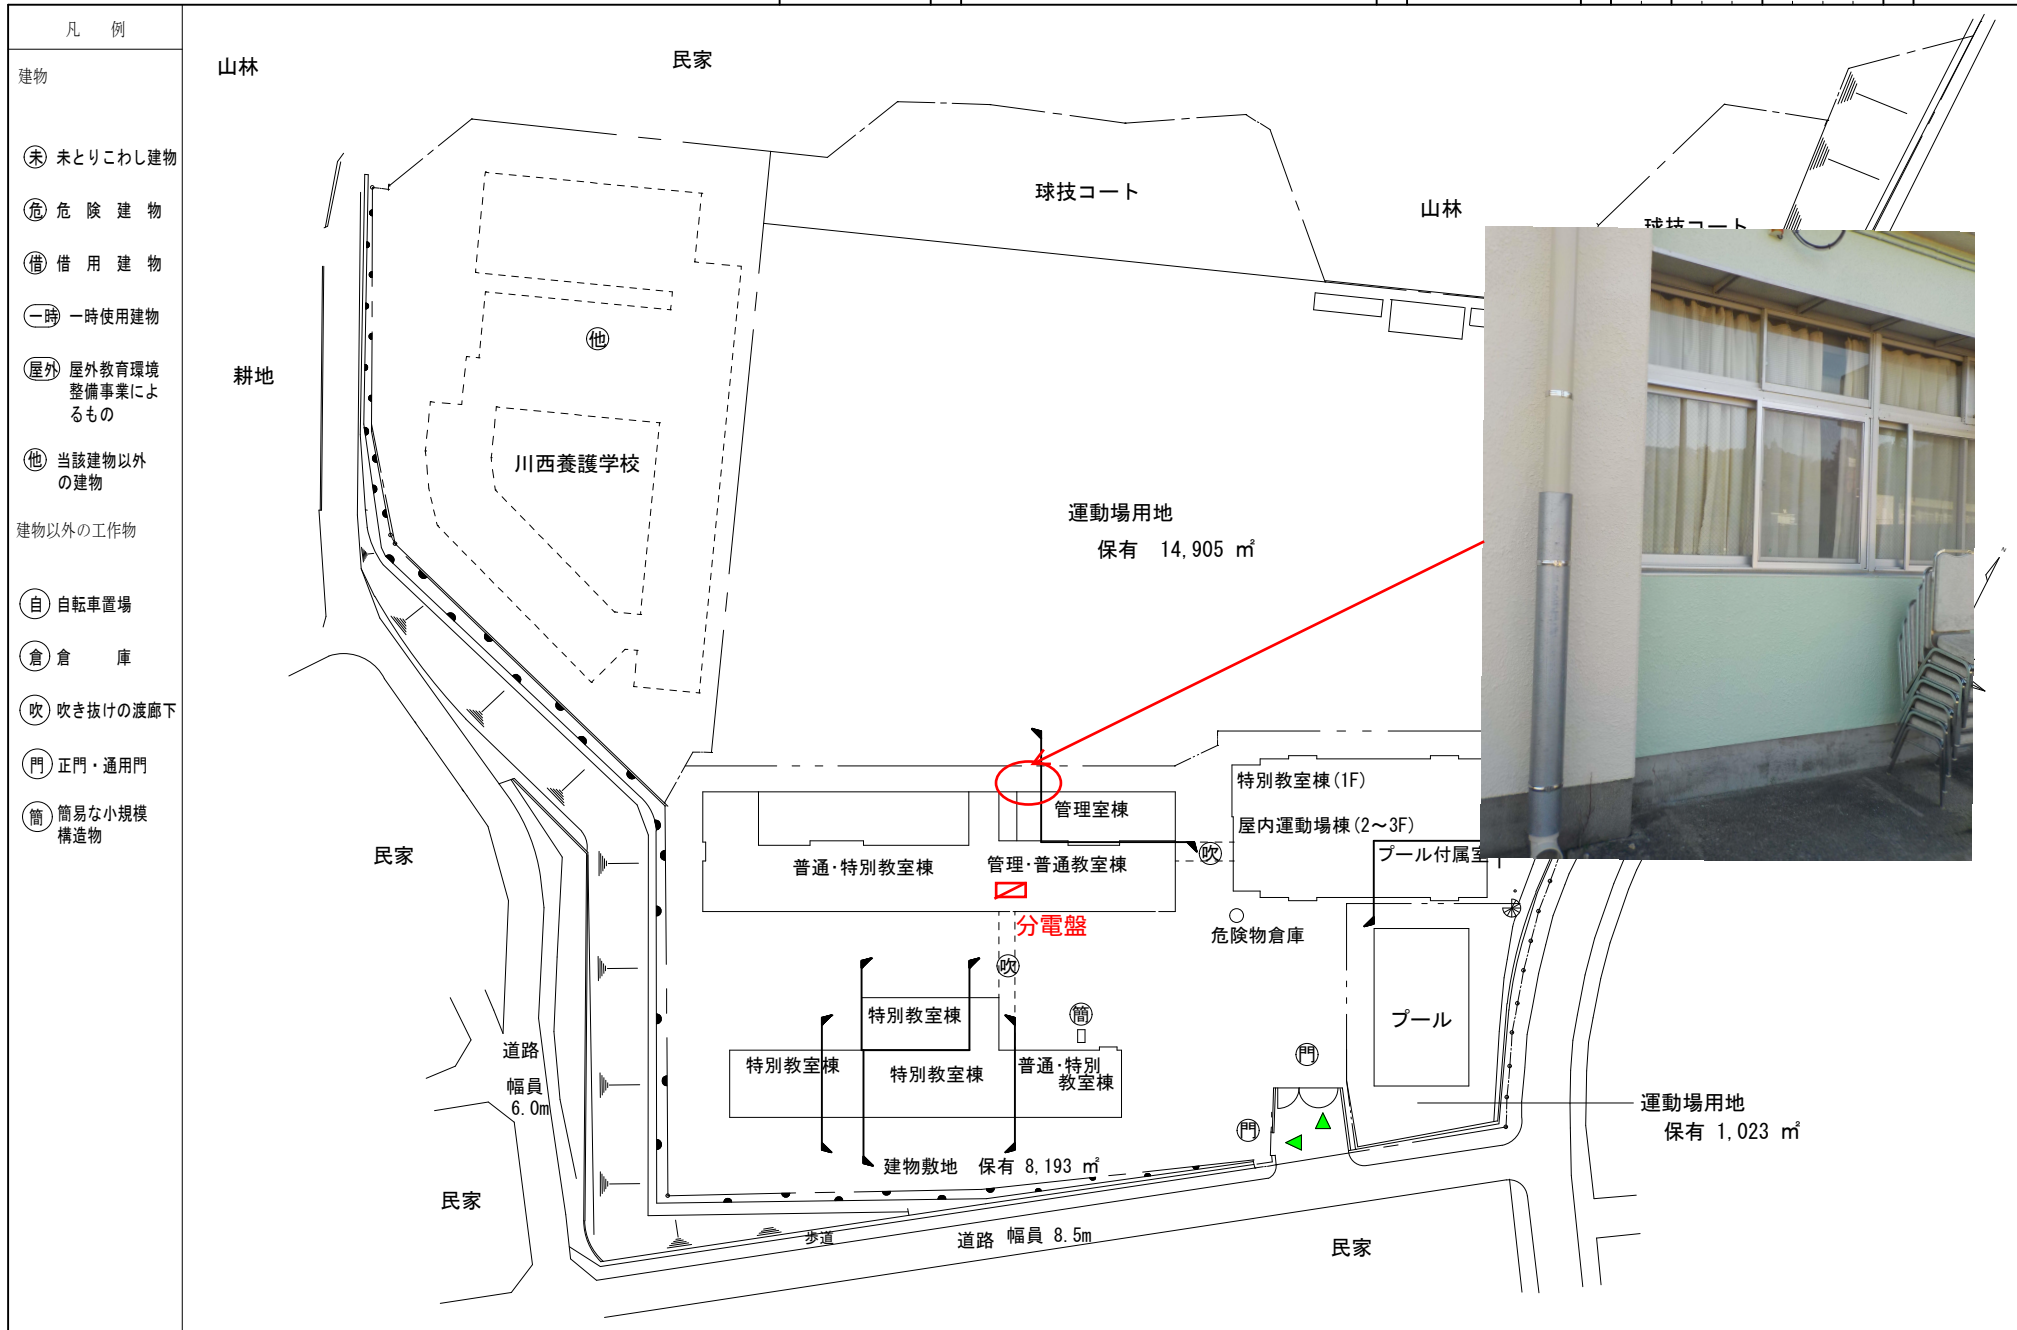 凡　例
建物
未 未とりこわし建物
危 危険建物
借 借用建物
一時 一時使用建物
屋外 屋外教育環境
整備事業によ
るもの
他 当該建物以外
の建物
建物以外の工作物
自 自転車置場
倉 倉庫
吹 吹き抜けの渡廊下
門 正門・通用門
簡 簡易な小規模
構造物
山林
民家
球技コート
山林
球技コート
他
耕地
川西養護学校
運動場用地
保有 14,905 ㎡
特別教室棟(1F)
管理室棟
屋内運動場棟(2～3F)
民家
吹
プール付属室
普通・特別教室棟
管理・普通教室棟
分電盤
危険物倉庫
吹
特別教室棟
簡
プール
道路
幅員
6.0m
特別教室棟
特別教室棟
普通・特別
教室棟
門
運動場用地
保有 1,023 ㎡
門
建物敷地 保有 8,193 ㎡
民家
歩道
道路 幅員 8.5m
民家